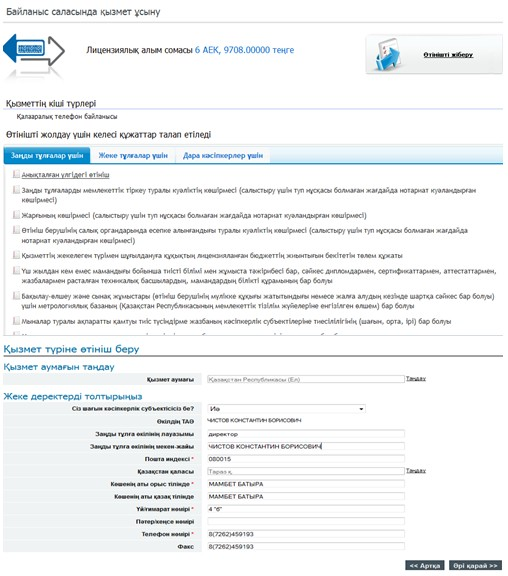 Байланыс саласында қызмет ұсыну
Лицензиялық алым сомасы 6 АЕК, 9708.00000 теңге
Өтінішті жіберу
Қызметтің кіші түрлері
Қалааралық телефон байланысы
Өтінішті жолдау үшін келесі құжаттар талап етіледі
Заңды тұлғалар үшін Жеке тұлғалар үшін Дара кәсіпкерлер үшін
Анықталған үлгідегі өтініш
Заңды тұлғаларды мемлекеттік тіркеу туралы куәліктің көшірмесі (салыстыру үшін түп нұсқасы болмаған жағдайда нотариат куәландырған
көшірмесі)
Жарғының көшірмесі (салыстыру үшін түп нұсқасы болмаған жағдайда нотариат куәландырған көшірмесі)
Өтініш берушінің салық органдарында есепке алынғандығы туралы куәліктің көшірмесі (салыстыру үшін түп нұсқасы болмаған жағдайда
нотариат куәландырған көшірмесі)
Қызметтің жекелеген түрімен шұғылдануға құқықтың лицензияланған бюджеттің жиынтығын бекітетін төлем құжаты
Үш жылдан кем емес мамандығы бойынша тиісті білімі мен жұмыста тәжірибесі бар, сәйкес дипломдармен, сертификаттармен, аттестаттармен,
жазбалармен расталған техникалық басшылардың, мамандардың біліктi құрамының бар болуы
Бақылау-өлшеу және сынақ жұмыстары (өтініш берушінің мүлікке құқығы жататындығы немесе жалға алудың кезінде шартқа сәйкес бар болуы)
үшін метрологиялық базаның (Қазақстан Республикасының мемлекеттік тізілім жүйелеріне енгізілген өлшем) бар болуы
Мыналар туралы ақпаратты қамтуы тиіс түсіндірме жазбаның кәсіпкерлік субъектілеріне тиесілілігінің (шағын, орта, ірі) бар болуы
Қызмет түріне өтініш беру
Қызмет аумағын таңдау
Қызмет аумағы Қазақстан Республикасы (Ел) Таңдау
Жеке деректерді толтырыңыз
Сіз шағын кәсіпкерлік субъектісісіз бе? Иә
Өкілдің ТАӘ ЧИСТОВ КОНСТАНТИН БОРИСОВИЧ
Заңды тұлға өкілінің лауазымы директор
Заңды тұлға өкілінің мекен-жайы ЧИСТОВ КОНСТАНТИН БОРИСОВИЧ
Пошта индексі * 080015
Қазақстан қаласы Тараз қ. Таңдау
Көшенің аты орыс тілінде * МАМБЕТ БАТЫРА
Көшенің аты қазақ тілінде МАМБЕТ БАТЫРА
Үй/ғимарат нөмірі * 4 "б"
Пәтер/кеңсе нөмірі
Телефон нөмірі * 8(7262)459193
Факс 8(7262)459193
<< Артқа Әрі қарай >>